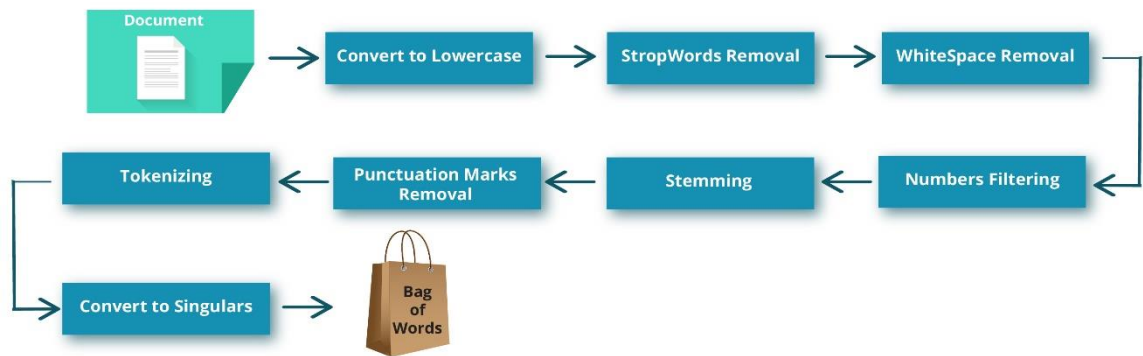 Document
Convert to Lowercase
StropWords Removal
WhiteSpace Removal
Numbers Filtering
Stemming
Punctuation Marks
Removal
Tokenizing
Convert to Singulars
Bag
of
Words